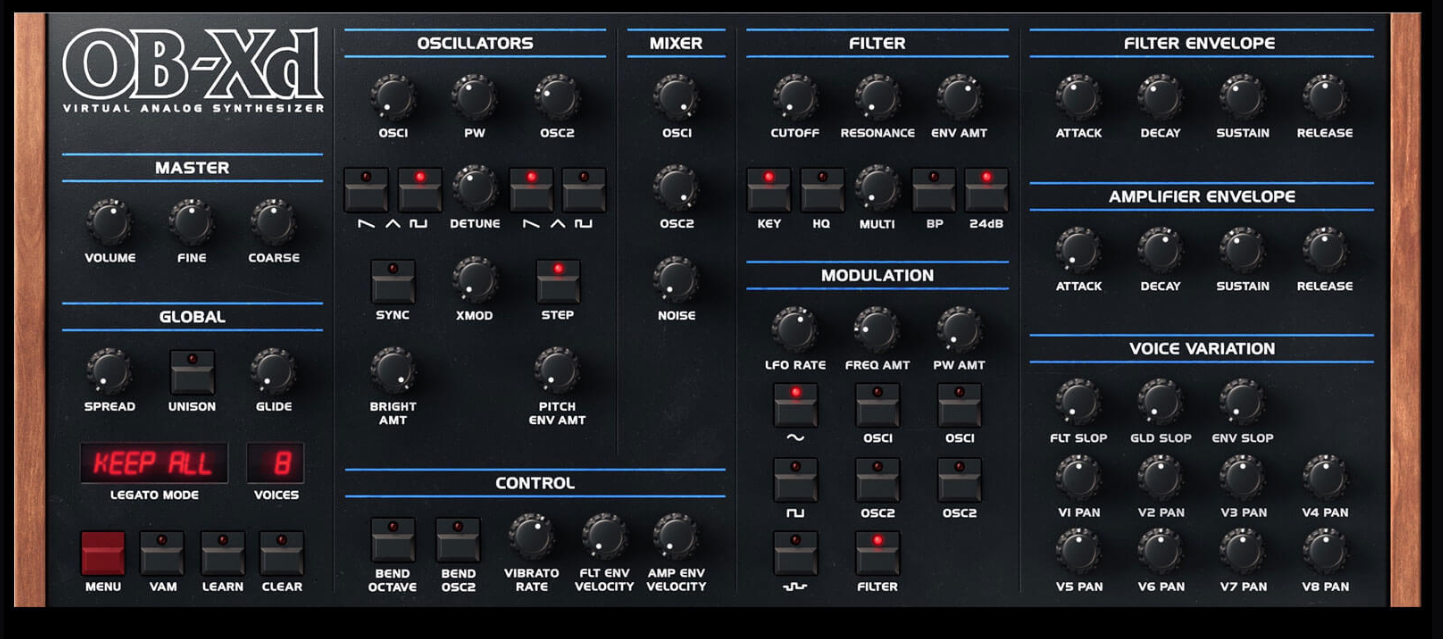 OB-Xd
VIRTUAL ANALOG SYNTHESIZER
MASTER
VOLUME FINE COARSE
GLOBAL
SPREAD UNISON GLIDE
KEEP ALL 8
LEGATO MODE VOICES
MENU VAM LEARN CLEAR
OSCILLATORS
OSC1 PW OSC2
DETUNE
SYNC XMOD STEP
BRIGHT
AMT
PITCH
ENV AMT
MIXER
OSC1
OSC2
NOISE
CONTROL
BEND
OCTAVE
BEND
OSC2
VIBRATO
RATE
FLT ENV
VELOCITY
AMP ENV
VELOCITY
FILTER
CUTOFF RESONANCE ENV AMT
KEY HQ MULTI BP 24dB
MODULATION
LFO RATE FREQ AMT PW AMT
OSC1 OSC1
OSC2 OSC2
FILTER
FILTER ENVELOPE
ATTACK DECAY SUSTAIN RELEASE
AMPLIFIER ENVELOPE
ATTACK DECAY SUSTAIN RELEASE
VOICE VARIATION
FLT SLOP GLD SLOP ENV SLOP
V1 PAN V2 PAN V3 PAN V4 PAN
V5 PAN V6 PAN V7 PAN V8 PAN